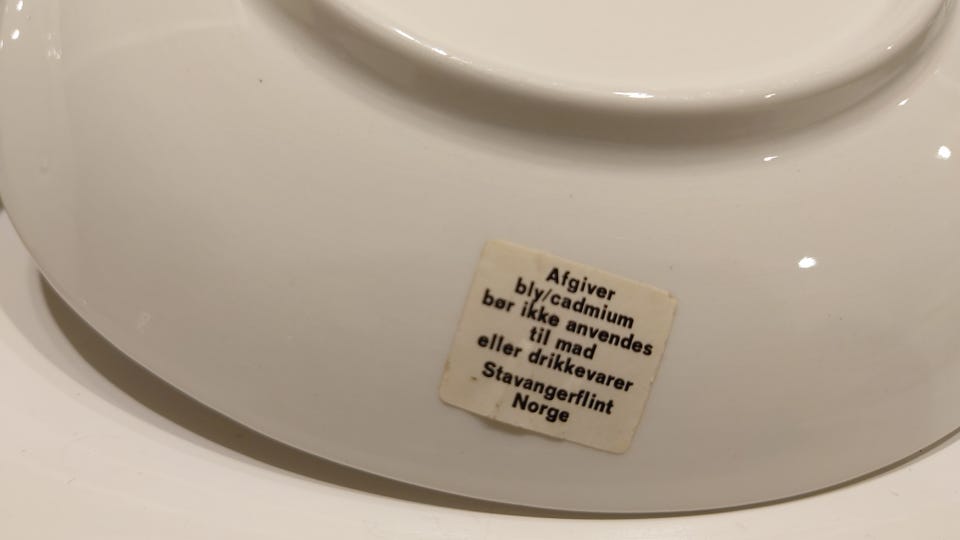 Afgiver
bly/cadmium
bør ikke anvendes
til mad
eller drikkevarer
Stavangerflint
Norge